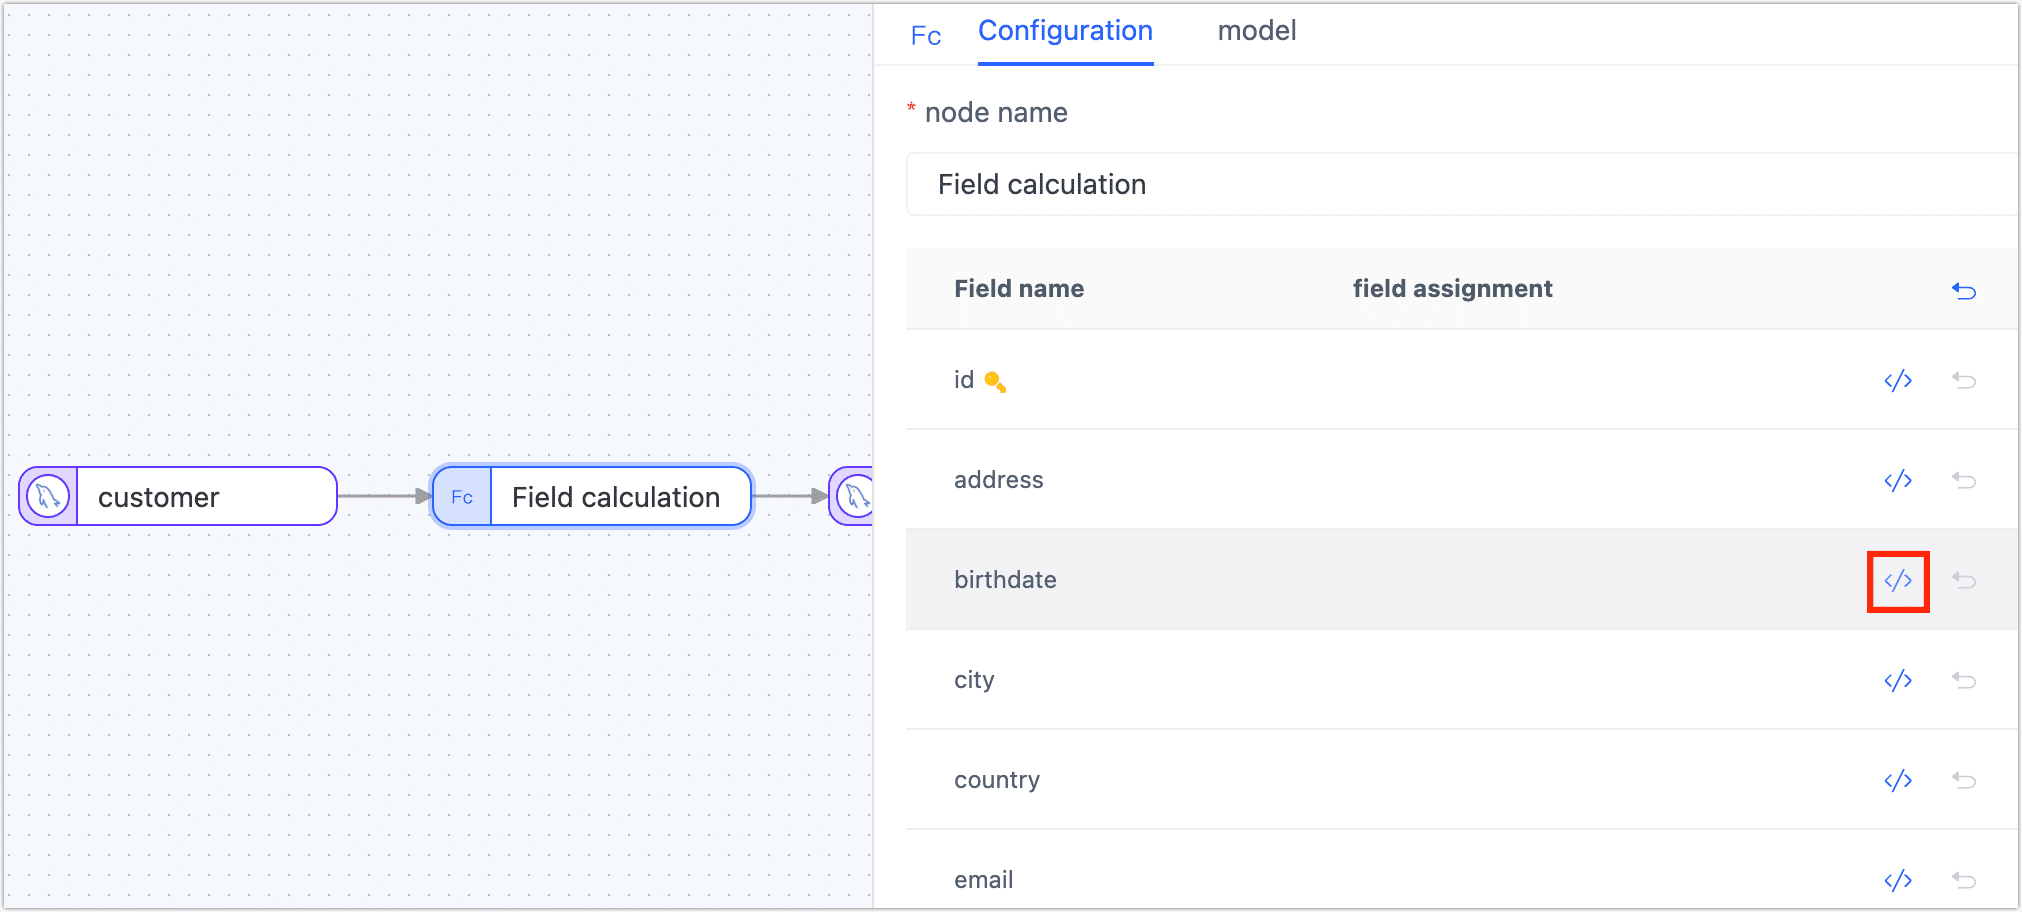 Fc Configuration model
* node name
Field calculation
Field name field assignment
id </>
address </>
birthdate </>
city </>
country </>
email </>
customer
Fc Field calculation